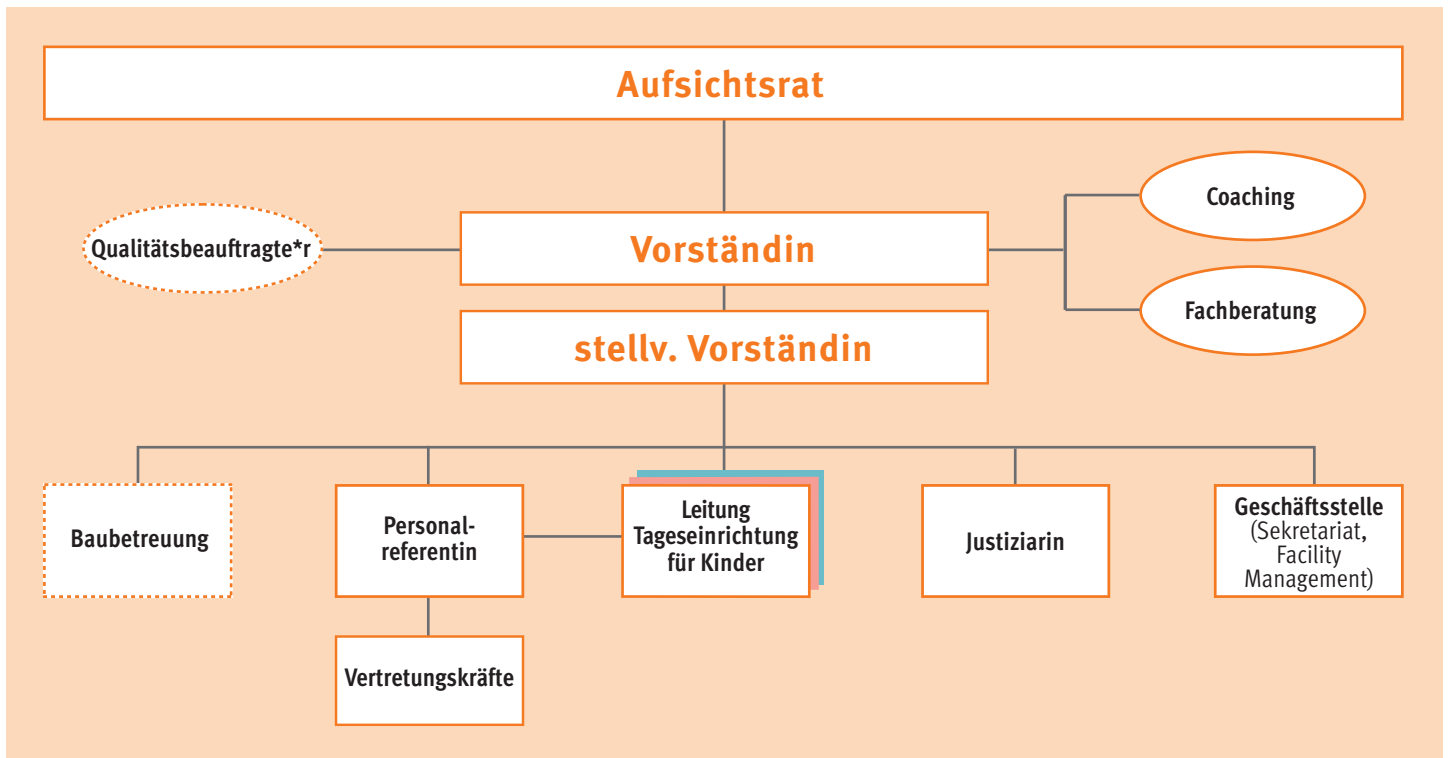 Aufsichtsrat
Coaching
Qualitätsbeauftragte*r
Vorständin
Fachberatung
stellv. Vorständin
Baubetreuung
Personal-
referentin
Leitung
Tageseinrichtung
für Kinder
Justiziarin
Geschäftsstelle
(Sekretariat,
Facility
Management)
Vertretungskräfte